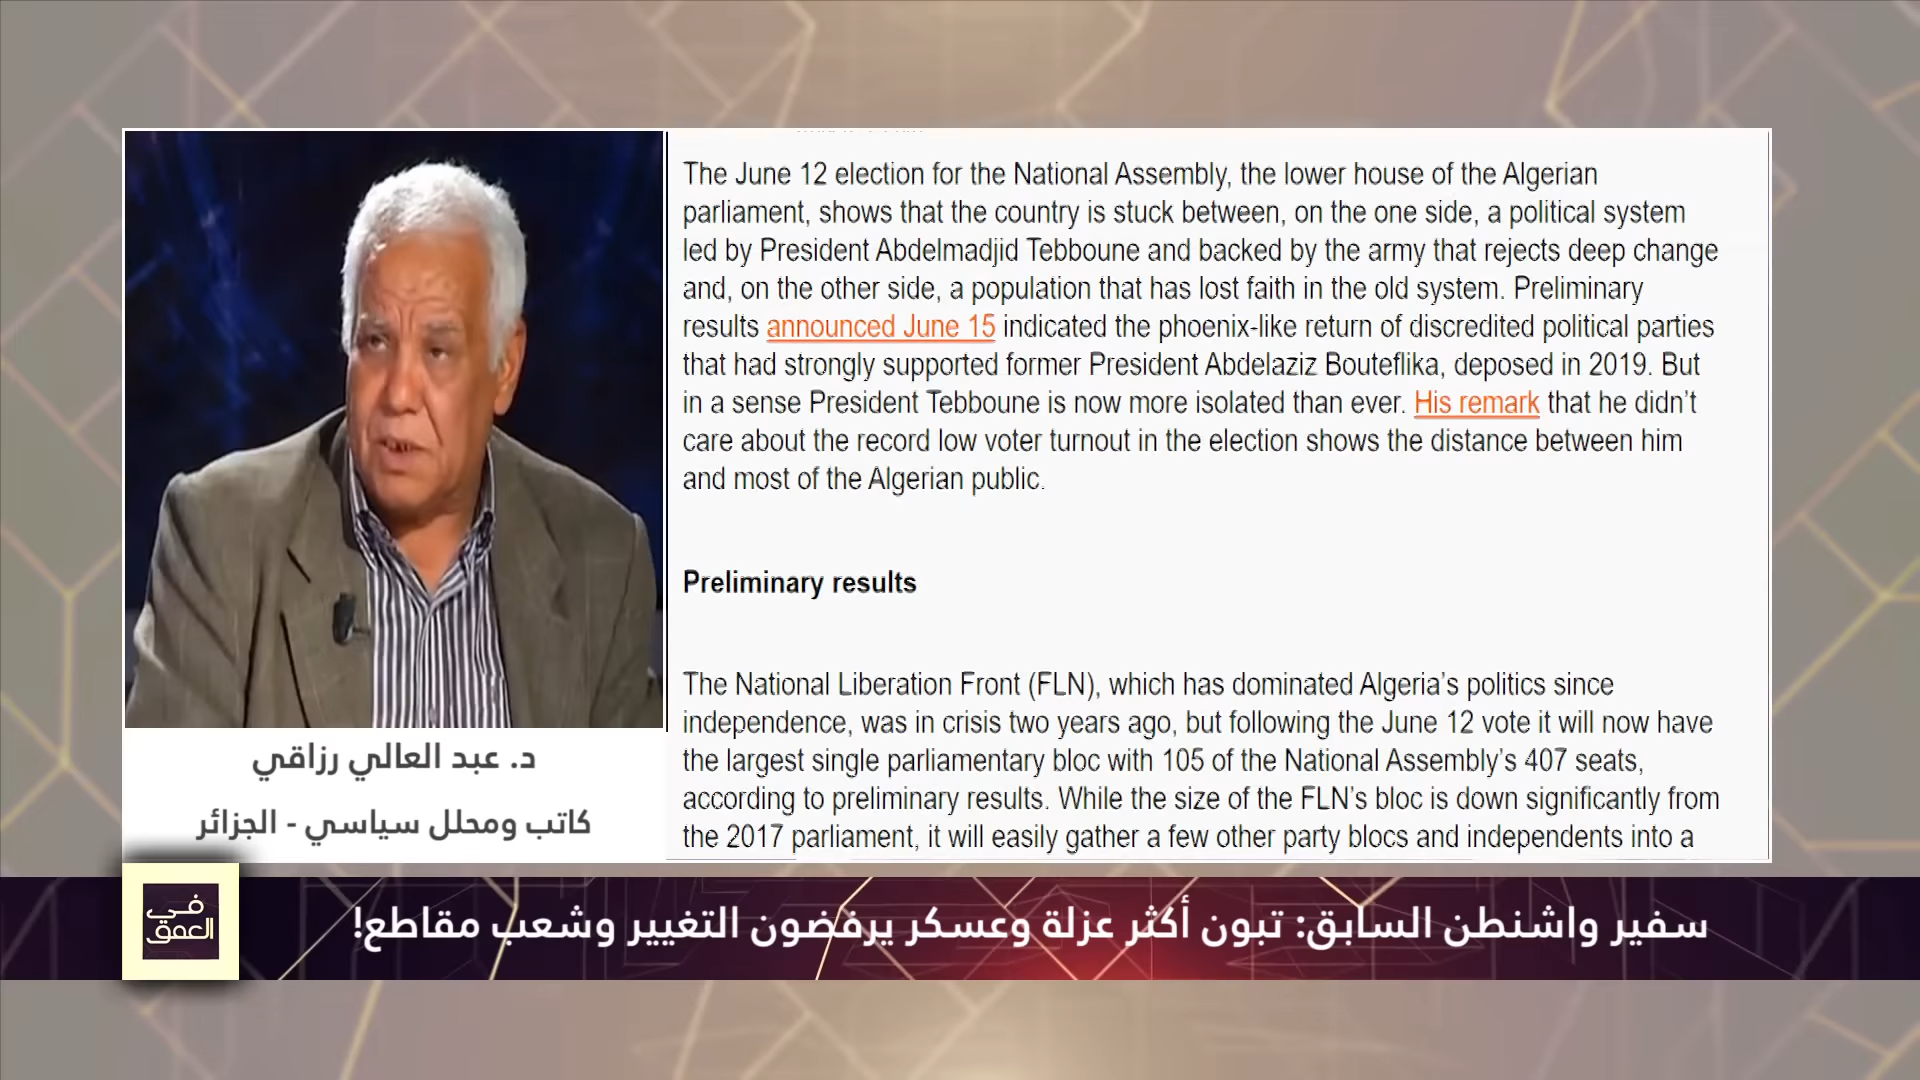 The June 12 election for the National Assembly, the lower house of the Algerian
parliament, shows that the country is stuck between, on the one side, a political system
led by President Abdelmadjid Tebboune and backed by the army that rejects deep change
and, on the other side, a population that has lost faith in the old system. Preliminary
results announced June 15 indicated the phoenix-like return of discredited political parties
that had strongly supported former President Abdelaziz Bouteflika, deposed in 2019. But
in a sense President Tebboune is now more isolated than ever. His remark that he didn’t
care about the record low voter turnout in the election shows the distance between him
and most of the Algerian public.
Preliminary results
The National Liberation Front (FLN), which has dominated Algeria’s politics since
independence, was in crisis two years ago, but following the June 12 vote it will now have
the largest single parliamentary bloc with 105 of the National Assembly’s 407 seats,
according to preliminary results. While the size of the FLN’s bloc is down significantly from
the 2017 parliament, it will easily gather a few other party blocs and independents into a
د. عبد العالي رزاقي
كاتب ومحلل سياسي - الجزائر
في
العمق
سفير واشنطن السابق: تبون أكثر عزلة وعسكر يرفضون التغيير وشعب مقاطع!